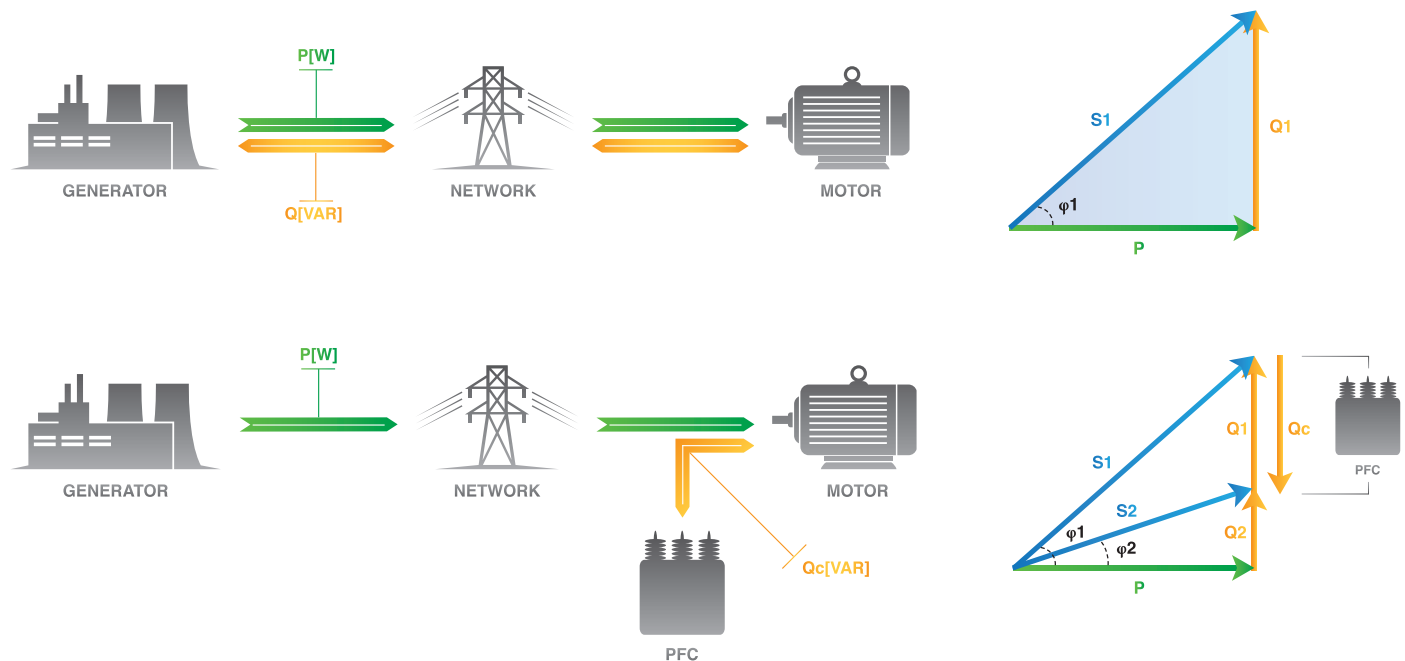 P[W]
GENERATOR
NETWORK
MOTOR
Q[VAR]
S1
Q1
φ1
P
P[W]
GENERATOR
NETWORK
MOTOR
Qc[VAR]
PFC
S1
Q1
Qc
PFC
S2
φ1
φ2
Q2
P